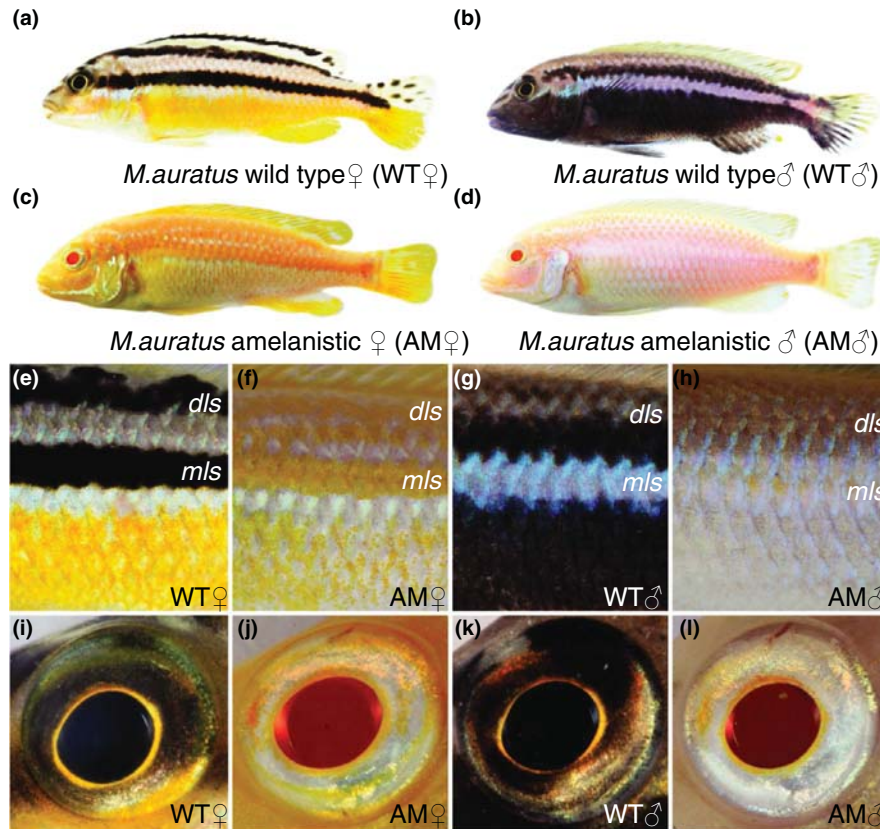 (a)
(b)
M.auratus wild type♀ (WT♀)
M.auratus wild type♂ (WT♂)
(c)
(d)
M.auratus amelanistic ♀ (AM♀)
M.auratus amelanistic ♂ (AM♂)
(e)
(f)
(g)
(h)
dls
dls
dls
dls
mls
mls
mls
mls
WT♀
AM♀
WT♂
AM♂
(i)
(j)
(k)
(l)
WT♀
AM♀
WT♂
AM♂